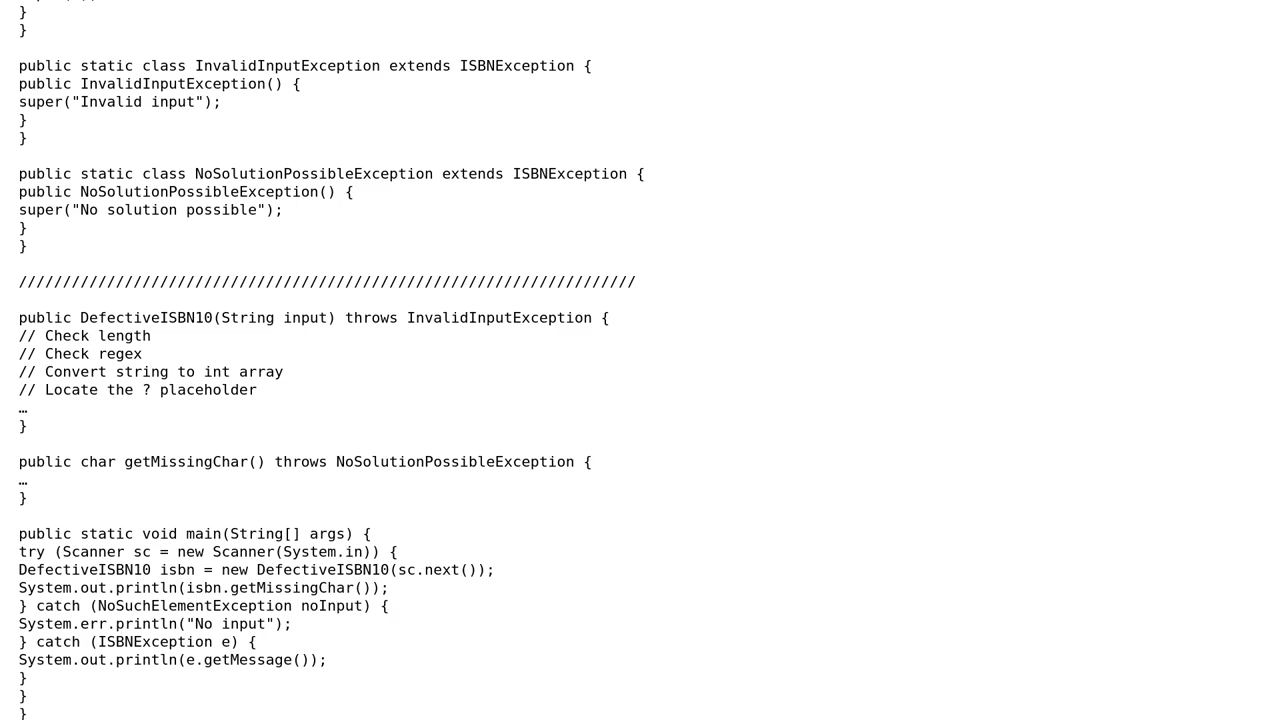 }
}
public static class InvalidInputException extends ISBNException {
public InvalidInputException() {
super("Invalid input");
}
}
public static class NoSolutionPossibleException extends ISBNException {
public NoSolutionPossibleException() {
super("No solution possible");
}
}
//////////////////////////////////////////////////////////////////////
public DefectiveISBN10(String input) throws InvalidInputException {
// Check length
// Check regex
// Convert string to int array
// Locate the ? placeholder
…
}
public char getMissingChar() throws NoSolutionPossibleException {
…
}
public static void main(String[] args) {
try (Scanner sc = new Scanner(System.in)) {
DefectiveISBN10 isbn = new DefectiveISBN10(sc.next());
System.out.println(isbn.getMissingChar());
} catch (NoSuchElementException noInput) {
System.err.println("No input");
} catch (ISBNException e) {
System.out.println(e.getMessage());
}
}
}